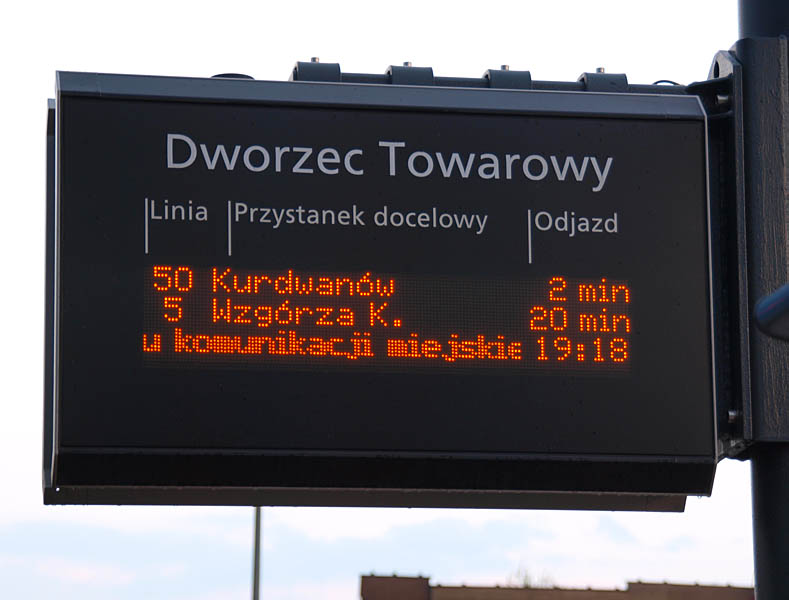 Dworzec Towarowy
Linia Przystanek docelowy Odjazd
50 Kurdwanów 2 min
5 Wzgórza K. 20 min
u komunikacji miejskie 19:18